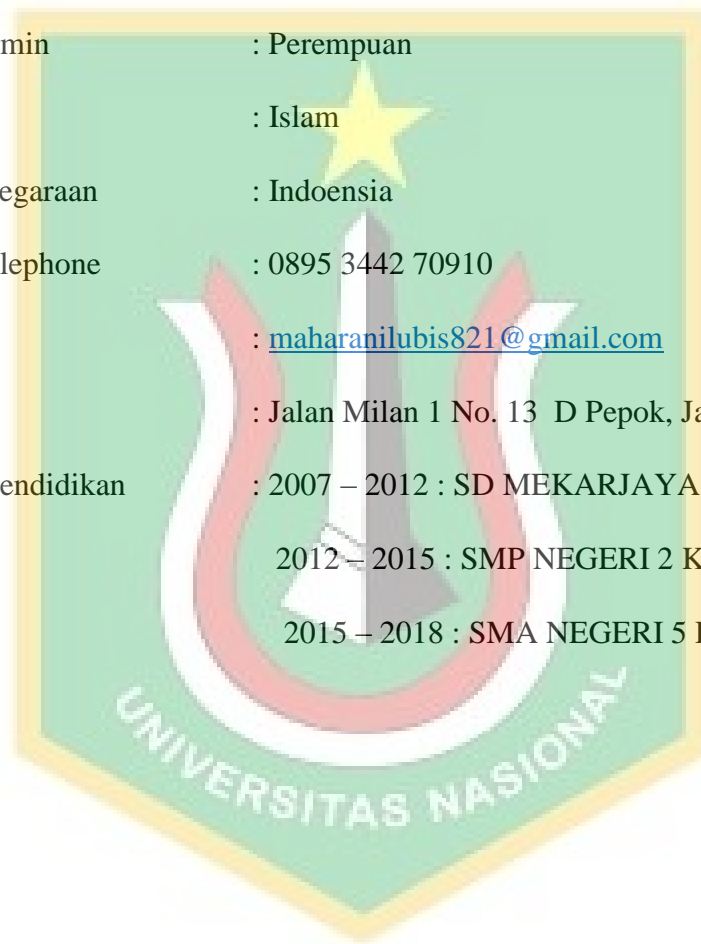 min : Perempuan
: Islam
egaraan : Indoensia
lephone : 0895 3442 70910
: maharanilubis821@gmail.com
: Jalan Milan 1 No. 13 D Pepok, Ja
endidikan : 2007 – 2012 : SD MEKARJAYA
2012 – 2015 : SMP NEGERI 2 K
2015 – 2018 : SMA NEGERI 5
UNIVERSITAS NASIONAL